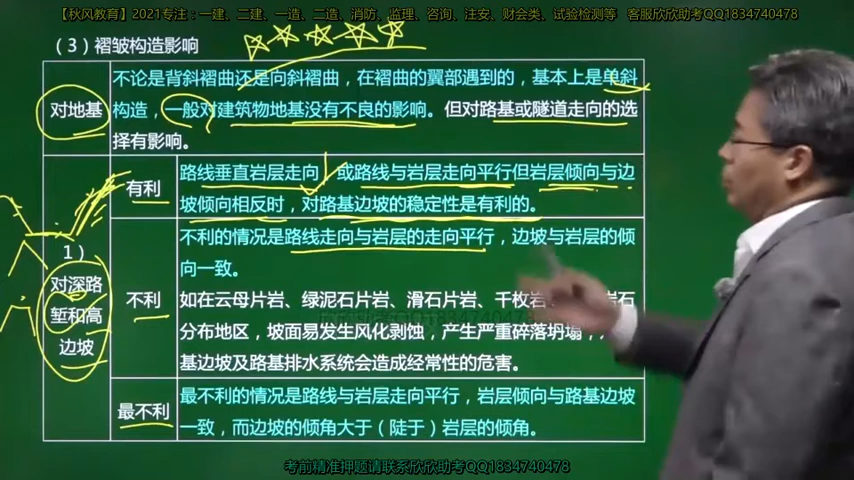 【秋风教育】2021专注：一建、二建、一造、二造、消防、监理、咨询、注安、财会类、试验检测等　客服欣欣助考QQ1834740478
（3）褶皱构造影响
对地基
不论是背斜褶曲还是向斜褶曲，在褶曲的翼部遇到的，基本上是单斜
构造，一般对建筑物地基没有不良的影响。但对路基或隧道走向的选
择有影响。
1）
对深路
堑和高
边坡
有利
路线垂直岩层走向，或路线与岩层走向平行但岩层倾向与边
坡倾向相反时，对路基边坡的稳定性是有利的。
不利
不利的情况是路线走向与岩层的走向平行，边坡与岩层的倾
向一致。
如在云母片岩、绿泥石片岩、滑石片岩、千枚岩 岩石
分布地区，坡面易发生风化剥蚀，产生严重碎落坍塌，
基边坡及路基排水系统会造成经常性的危害。
最不利
最不利的情况是路线与岩层走向平行，岩层倾向与路基边坡
一致，而边坡的倾角大于（陡于）岩层的倾角。
考前精准押题请联系欣欣助考QQ1834740478